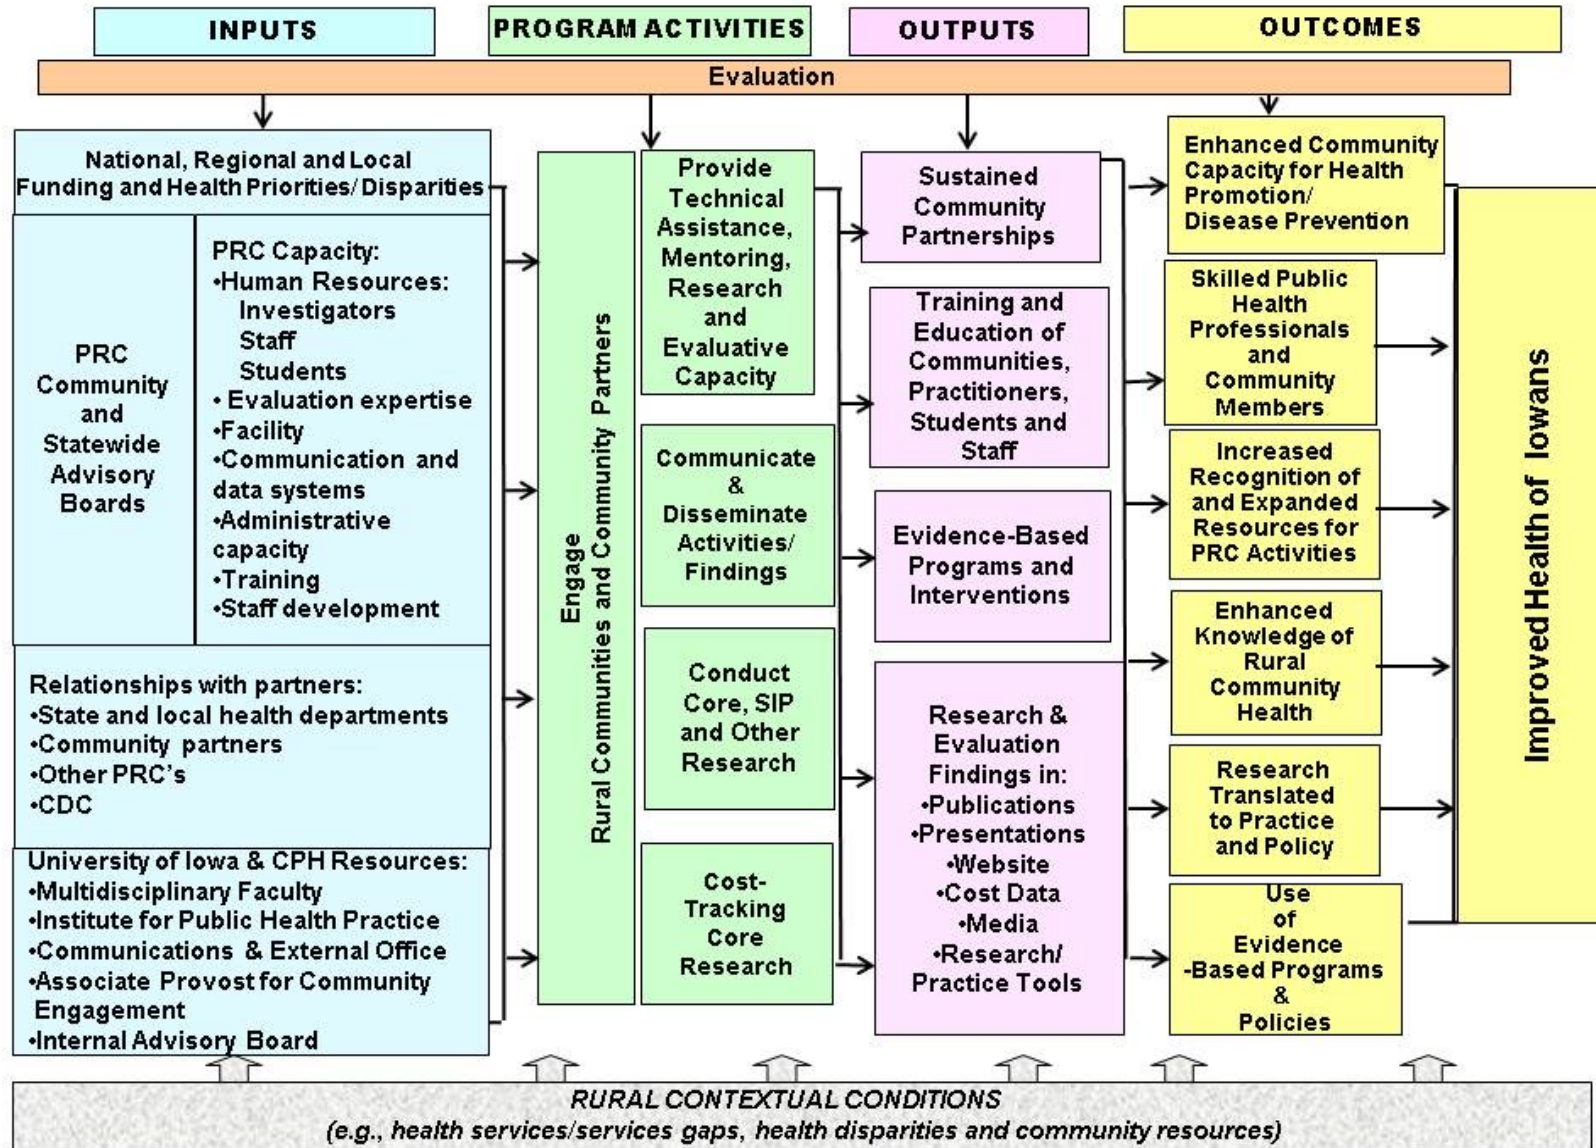 INPUTS
PROGRAM ACTIVITIES
OUTPUTS
OUTCOMES
Evaluation
National, Regional and Local
Funding and Health Priorities/ Disparities
PRC
Community
and
Statewide
Advisory
Boards
PRC Capacity:
•Human Resources:
Investigators
Staff
Students
• Evaluation expertise
•Facility
•Communication and
data systems
•Administrative
capacity
•Training
•Staff development
Relationships with partners:
•State and local health departments
•Community partners
•Other PRC's
•CDC
University of Iowa & CPH Resources:
•Multidisciplinary Faculty
•Institute for Public Health Practice
•Communications & External Office
•Associate Provost for Community
Engagement
•Internal Advisory Board
Engage
Rural Communities and Community Partners
Provide
Technical
Assistance,
Mentoring,
Research
and
Evaluative
Capacity
Communicate
&
Disseminate
Activities/
Findings
Conduct
Core, SIP
and Other
Research
Cost-
Tracking
Core
Research
Sustained
Community
Partnerships
Training and
Education of
Communities,
Practitioners,
Students and
Staff
Evidence-Based
Programs and
Interventions
Research &
Evaluation
Findings in:
•Publications
•Presentations
•Website
•Cost Data
•Media
•Research/
Practice Tools
Enhanced Community
Capacity for Health
Promotion/
Disease Prevention
Skilled Public
Health
Professionals
and
Community
Members
Increased
Recognition of
and Expanded
Resources for
PRC Activities
Enhanced
Knowledge of
Rural
Community
Health
Research
Translated
to Practice
and Policy
Use
of
Evidence
-Based Programs
&
Policies
Improved Health of Iowans
RURAL CONTEXTUAL CONDITIONS
(e.g., health services/services gaps, health disparities and community resources)